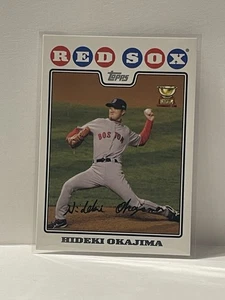 RED SOX
Topps
BOSTON
Hideki Okajima
HIDEKI OKAJIMA